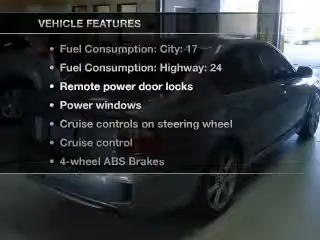 VEHICLE FEATURES
• Fuel Consumption: City: 17
• Fuel Consumption: Highway: 24
• Remote power door locks
• Power windows
• Cruise controls on steering wheel
• Cruise control
• 4-wheel ABS Brakes